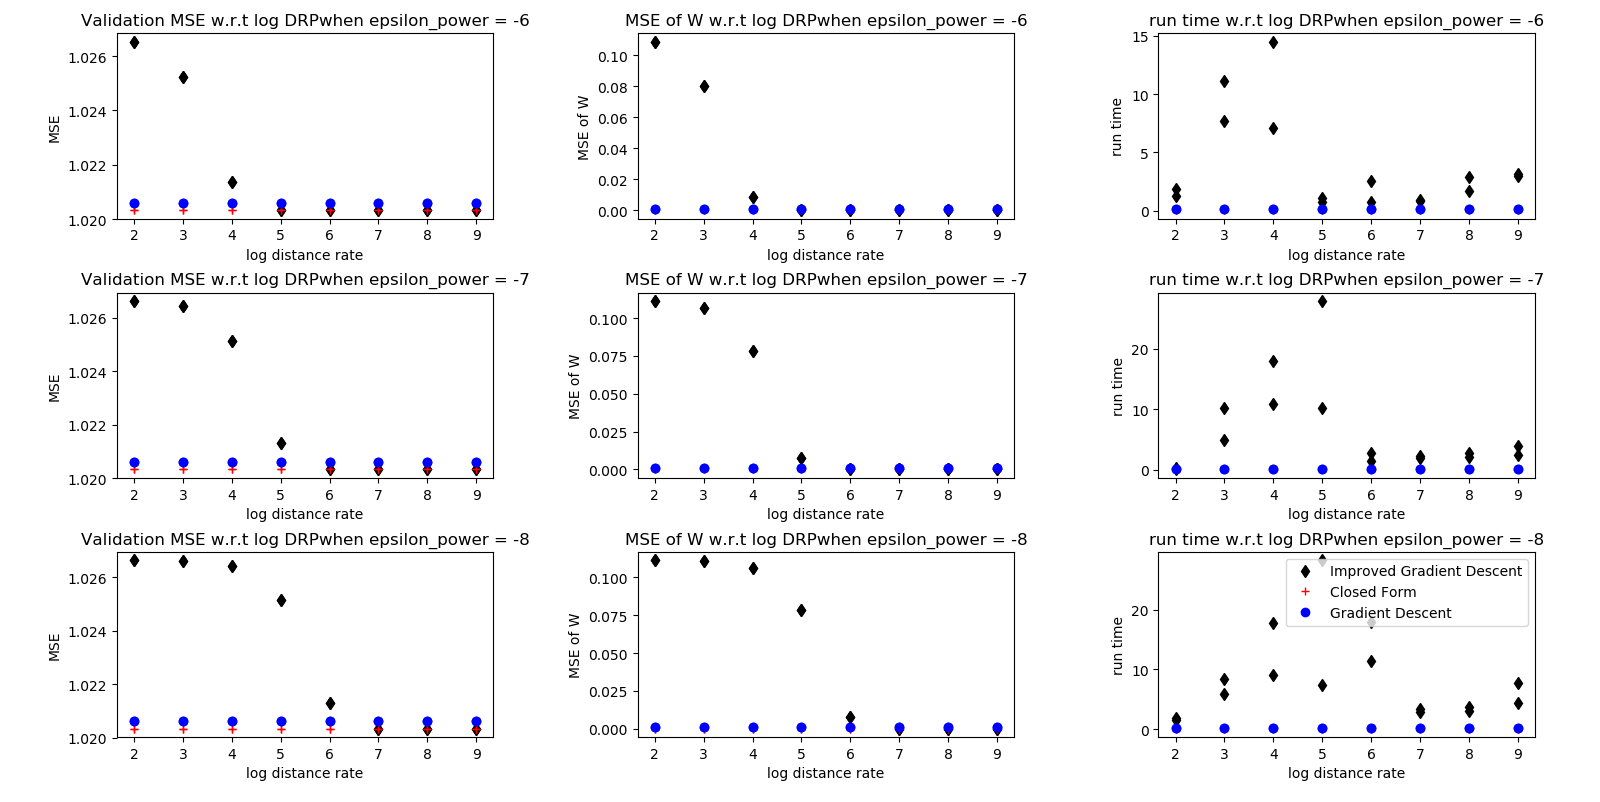 Validation MSE w.r.t log DRPwhen epsilon_power = -6
MSE
1.026
1.024
1.022
1.020
2 3 4 5 6 7 8 9
log distance rate
MSE of W w.r.t log DRPwhen epsilon_power = -6
MSE of W
0.10
0.08
0.06
0.04
0.02
0.00
2 3 4 5 6 7 8 9
log distance rate
run time w.r.t log DRPwhen epsilon_power = -6
run time
15
10
5
0
2 3 4 5 6 7 8 9
log distance rate
Validation MSE w.r.t log DRPwhen epsilon_power = -7
MSE
1.026
1.024
1.022
1.020
2 3 4 5 6 7 8 9
log distance rate
MSE of W w.r.t log DRPwhen epsilon_power = -7
MSE of W
0.100
0.075
0.050
0.025
0.000
2 3 4 5 6 7 8 9
log distance rate
run time w.r.t log DRPwhen epsilon_power = -7
run time
20
10
0
2 3 4 5 6 7 8 9
log distance rate
Validation MSE w.r.t log DRPwhen epsilon_power = -8
MSE
1.026
1.024
1.022
1.020
2 3 4 5 6 7 8 9
log distance rate
MSE of W w.r.t log DRPwhen epsilon_power = -8
MSE of W
0.100
0.075
0.050
0.025
0.000
2 3 4 5 6 7 8 9
log distance rate
run time w.r.t log DRPwhen epsilon_power = -8
run time
20
10
0
Improved Gradient Descent
Closed Form
Gradient Descent
2 3 4 5 6 7 8 9
log distance rate